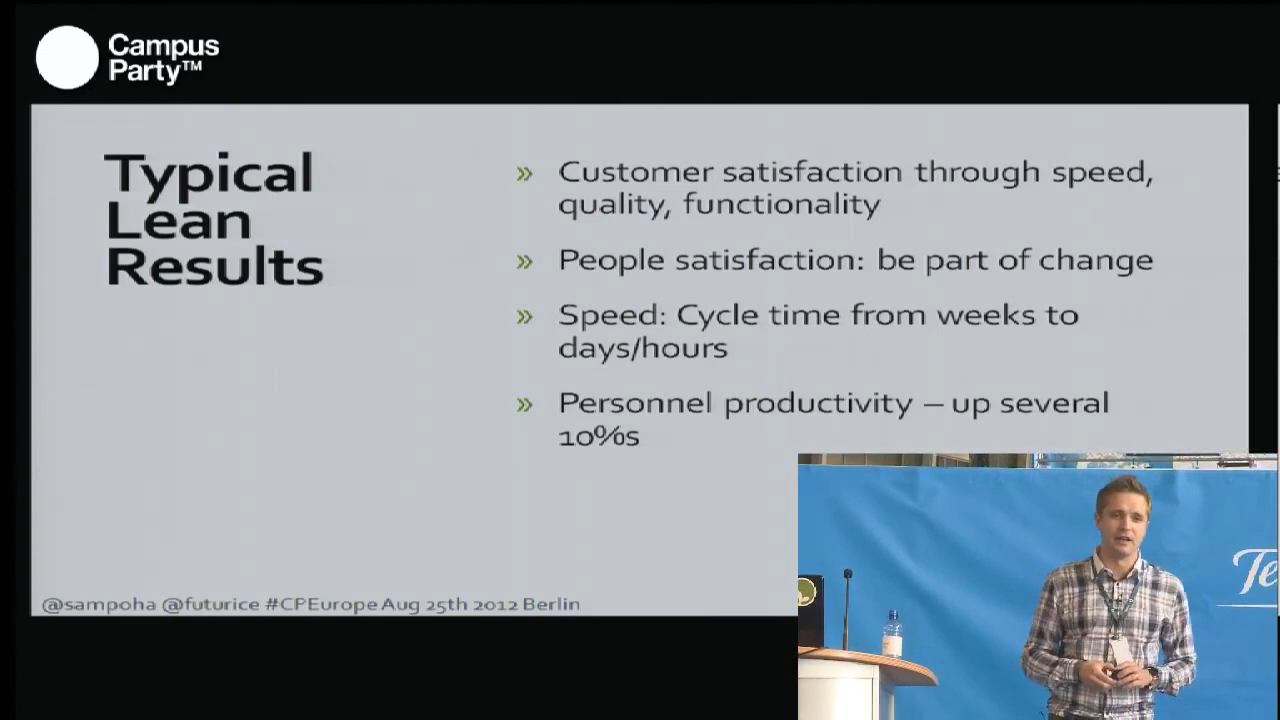 Campus
Party™
Typical
Lean
Results
» Customer satisfaction through speed,
quality, functionality
» People satisfaction: be part of change
» Speed: Cycle time from weeks to
days/hours
» Personnel productivity – up several
10%s
@sampoha @futurice #CPEurope Aug 25th 2012 Berlin
Te